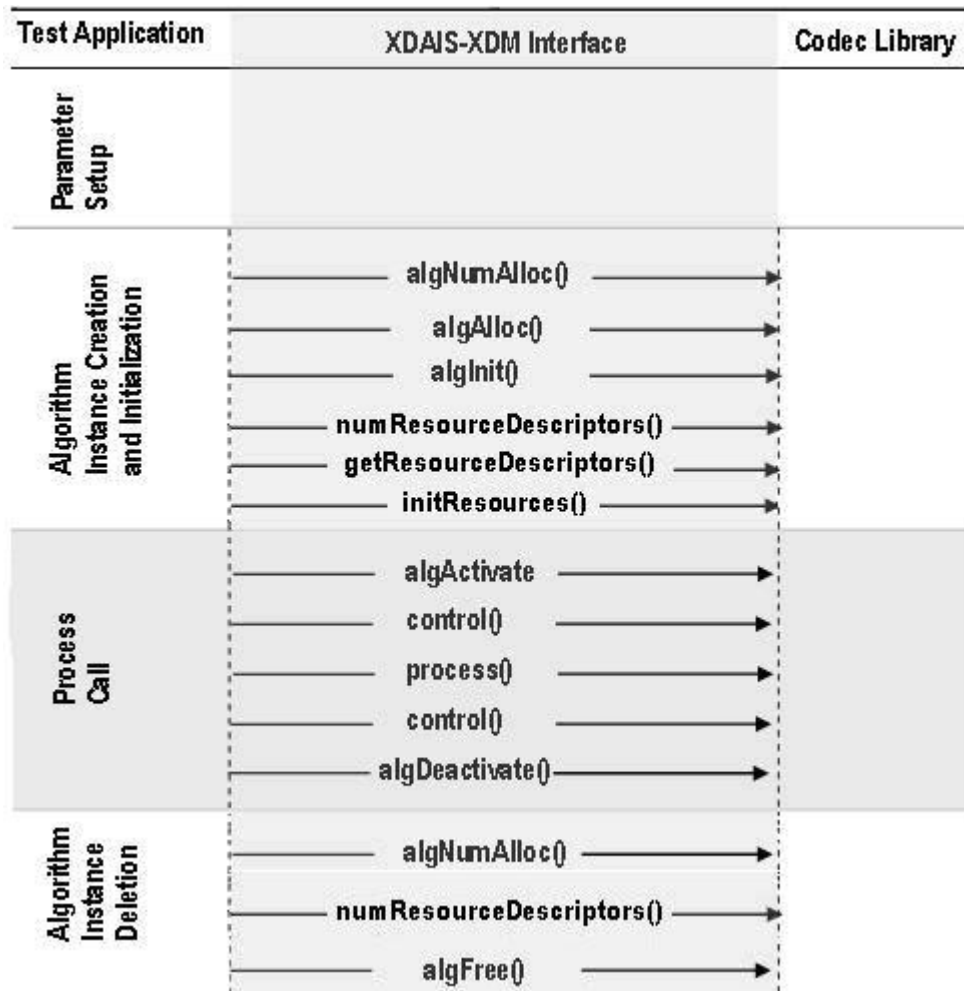 Test Application
XDAIS-XDM Interface
Codec Library
Parameter
Setup
Algorithm
Instance Creation
and Initialization
algNumAlloc()
algAlloc()
algInit()
numResourceDescriptors()
getResourceDescriptors()
initResources()
Process
Call
algActivate
control()
process()
control()
algDeactivate()
Algorithm
Instance
Deletion
algNumAlloc()
numResourceDescriptors()
algFree()